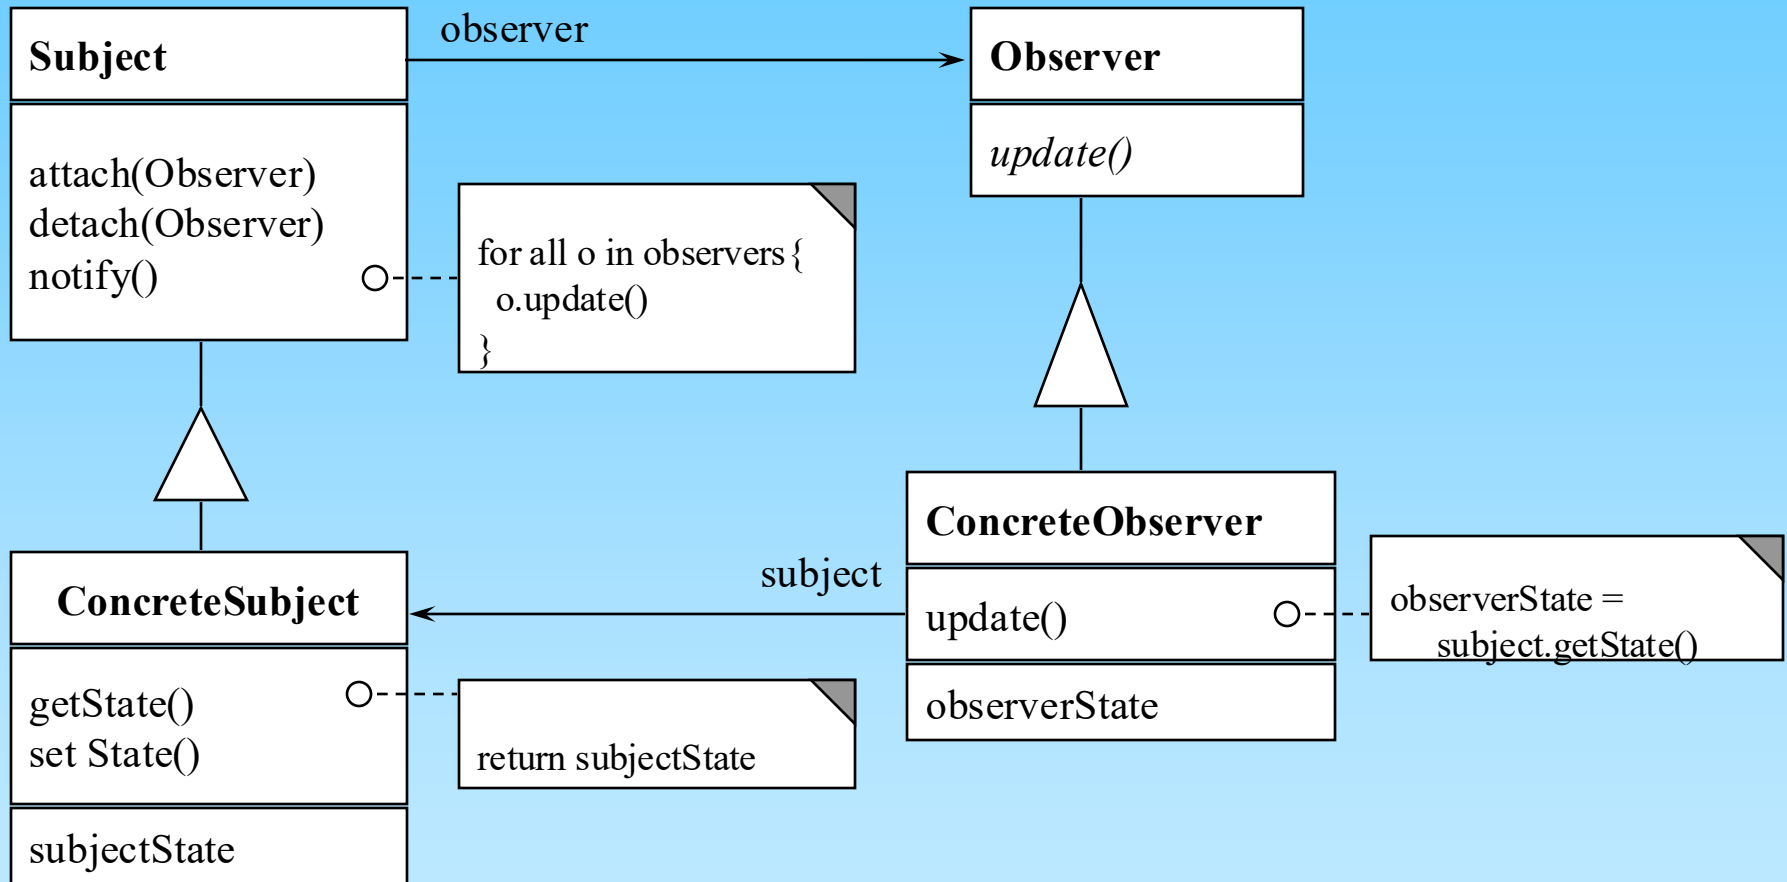 Subject
observer
Observer
attach(Observer)
detach(Observer)
notify()
for all o in observers{
o.update()
}
update()
ConcreteSubject
subject
ConcreteObserver
getState()
set State()
return subjectState
subjectState
update()
observerState =
subject.getState()
observerState